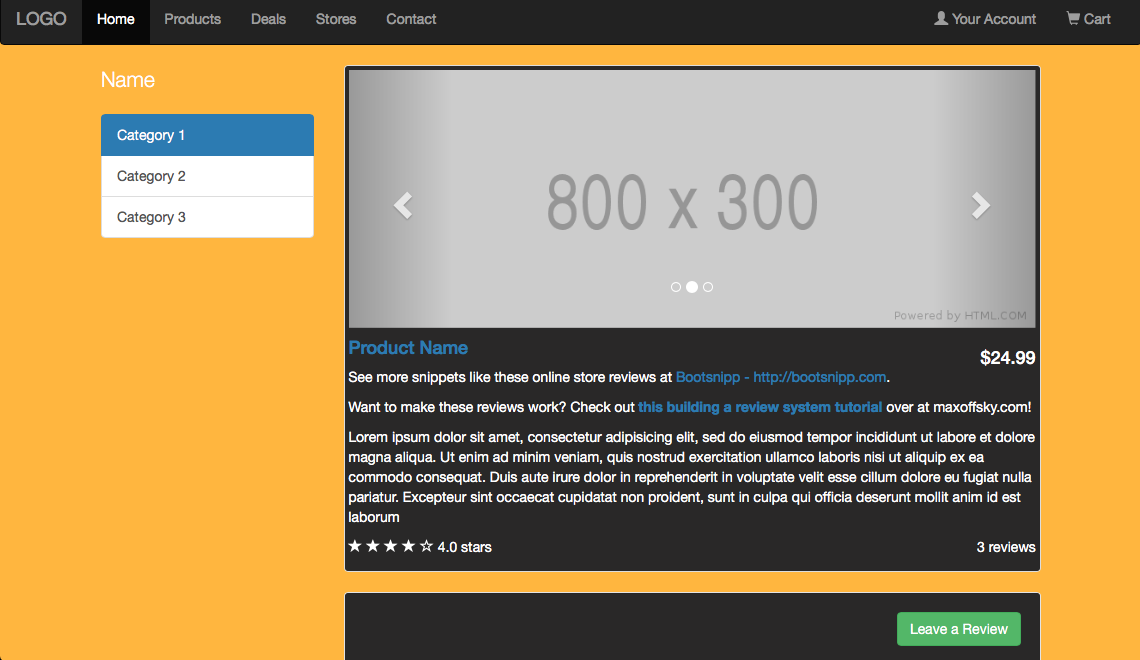 LOGO Home Products Deals Stores Contact Your Account Cart
Name
Category 1
Category 2
Category 3
800 x 300
Powered by HTML.COM
Product Name
$24.99
See more snippets like these online store reviews at Bootsnipp - http://bootsnipp.com.
Want to make these reviews work? Check out this building a review system tutorial over at maxoffsky.com!
Lorem ipsum dolor sit amet, consectetur adipisicing elit, sed do eiusmod tempor incididunt ut labore et dolore
magna aliqua. Ut enim ad minim veniam, quis nostrud exercitation ullamco laboris nisi ut aliquip ex ea
commodo consequat. Duis aute irure dolor in reprehenderit in voluptate velit esse cillum dolore eu fugiat nulla
pariatur. Excepteur sint occaecat cupidatat non proident, sunt in culpa qui officia deserunt mollit anim id est
laborum
★ ★ ★ ★ ☆ 4.0 stars
3 reviews
Leave a Review